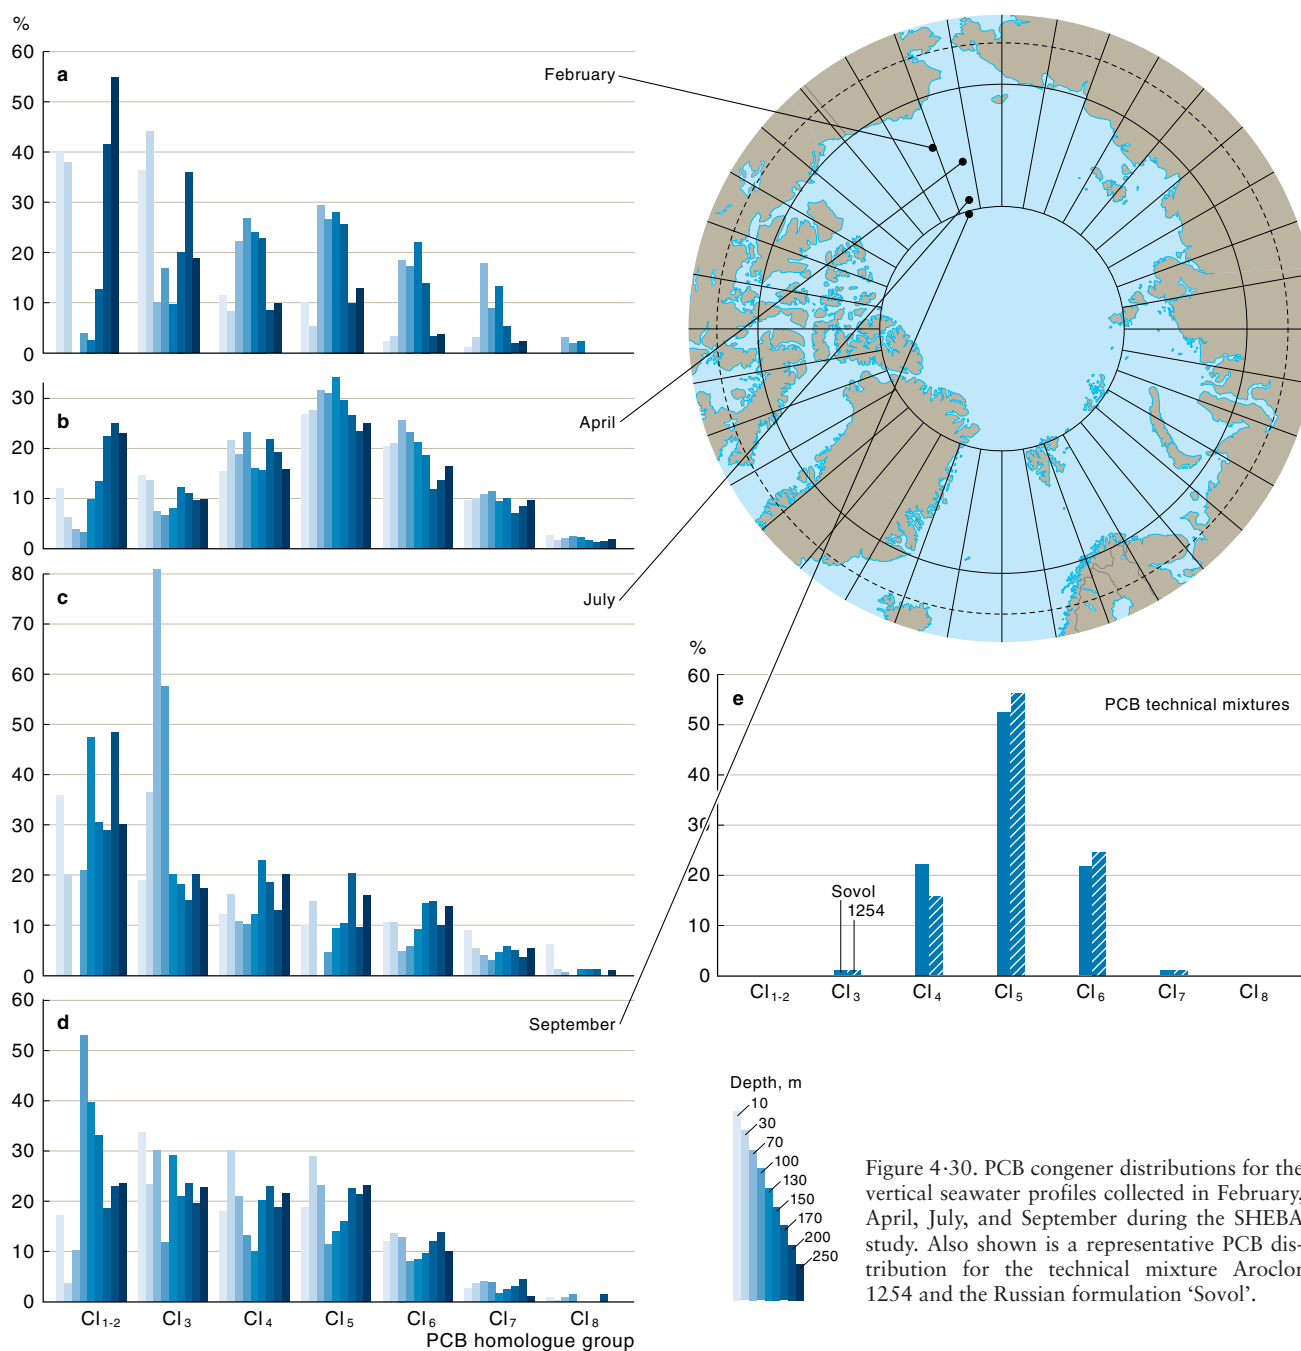 %
60
50
40
30
20
10
0
a
February
30
20
10
0
b
April
80
70
60
50
40
30
20
10
0
c
July
60
50
40
30
20
10
0
d
September
Cl1-2 Cl3 Cl4 Cl5 Cl6 Cl7 Cl8
PCB homologue group
%
60
50
40
30
20
10
0
e
PCB technical mixtures
Sovol
1254
Cl1-2 Cl3 Cl4 Cl5 Cl6 Cl7 Cl8
Depth, m
10
30
70
100
130
150
170
200
250
Figure 4·30. PCB congener distributions for the
vertical seawater profiles collected in February,
April, July, and September during the SHEBA
study. Also shown is a representative PCB dis-
tribution for the technical mixture Aroclor
1254 and the Russian formulation ‘Sovol’.